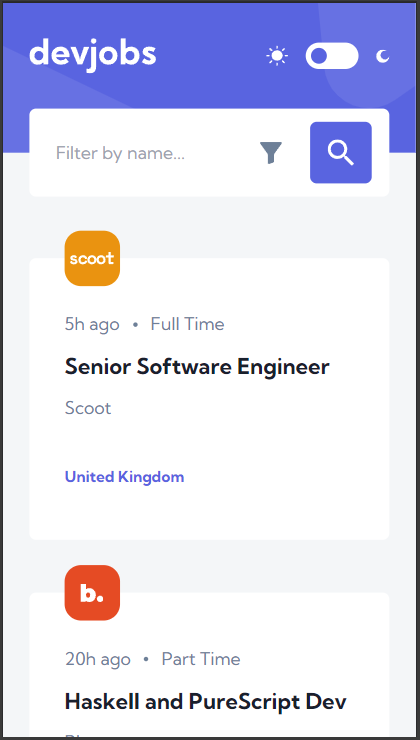 devjobs
Filter by name...
scoot
5h ago • Full Time
Senior Software Engineer
Scoot
United Kingdom
b.
20h ago • Part Time
Haskell and PureScript Dev